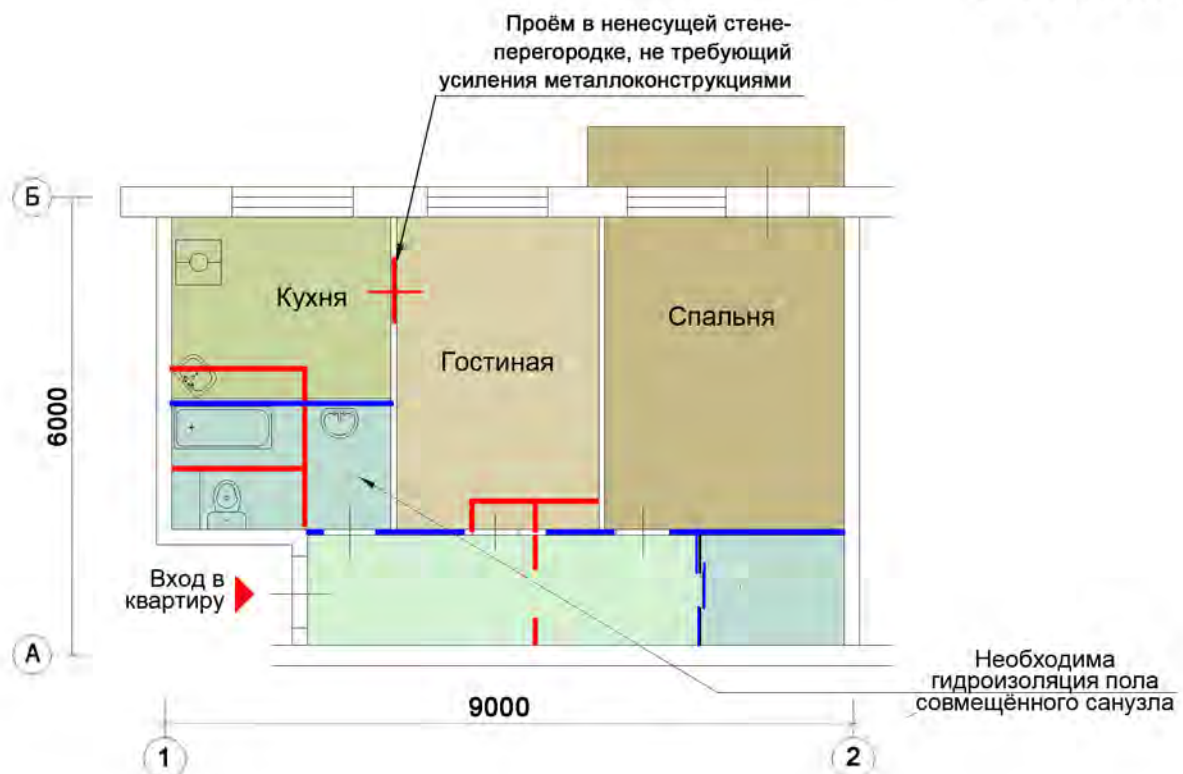 Проём в ненесущей стене-
перегородке, не требующий
усиления металлоконструкциями
Б
Кухня
Спальня
Гостиная
6000
Вход в
квартиру
А
Необходима
гидроизоляция пола
совмещённого санузла
9000
1
2